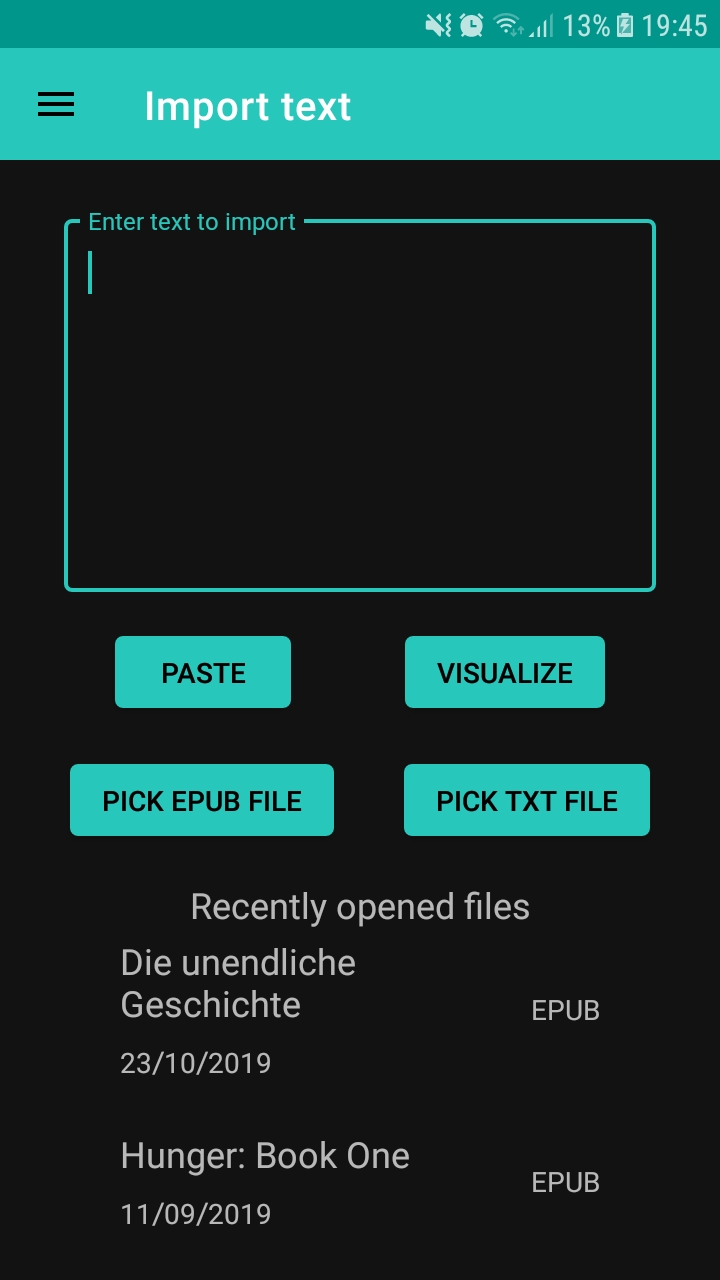 13% 19:45
Import text
Enter text to import
PASTE
VISUALIZE
PICK EPUB FILE
PICK TXT FILE
Recently opened files
Die unendliche
Geschichte
EPUB
23/10/2019
Hunger: Book One
EPUB
11/09/2019